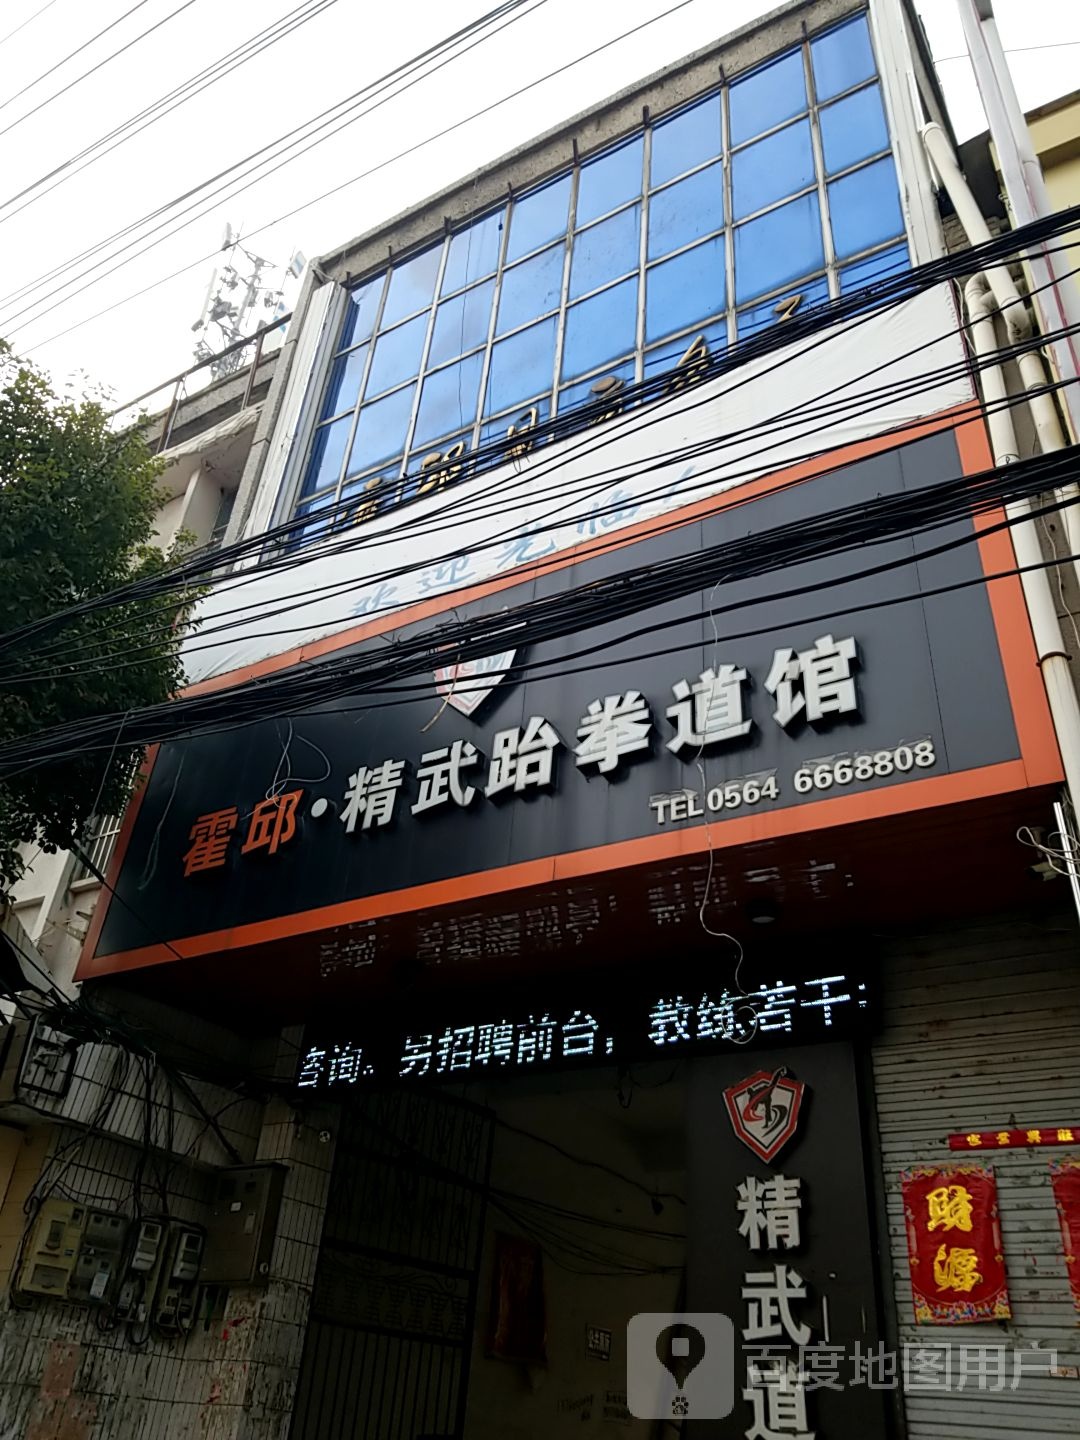 欢迎光临!
霍邱·精武跆拳道馆
TEL 0564 6668808
咨询。另招聘前台，教练若干
精武道
財源
百度地图用户